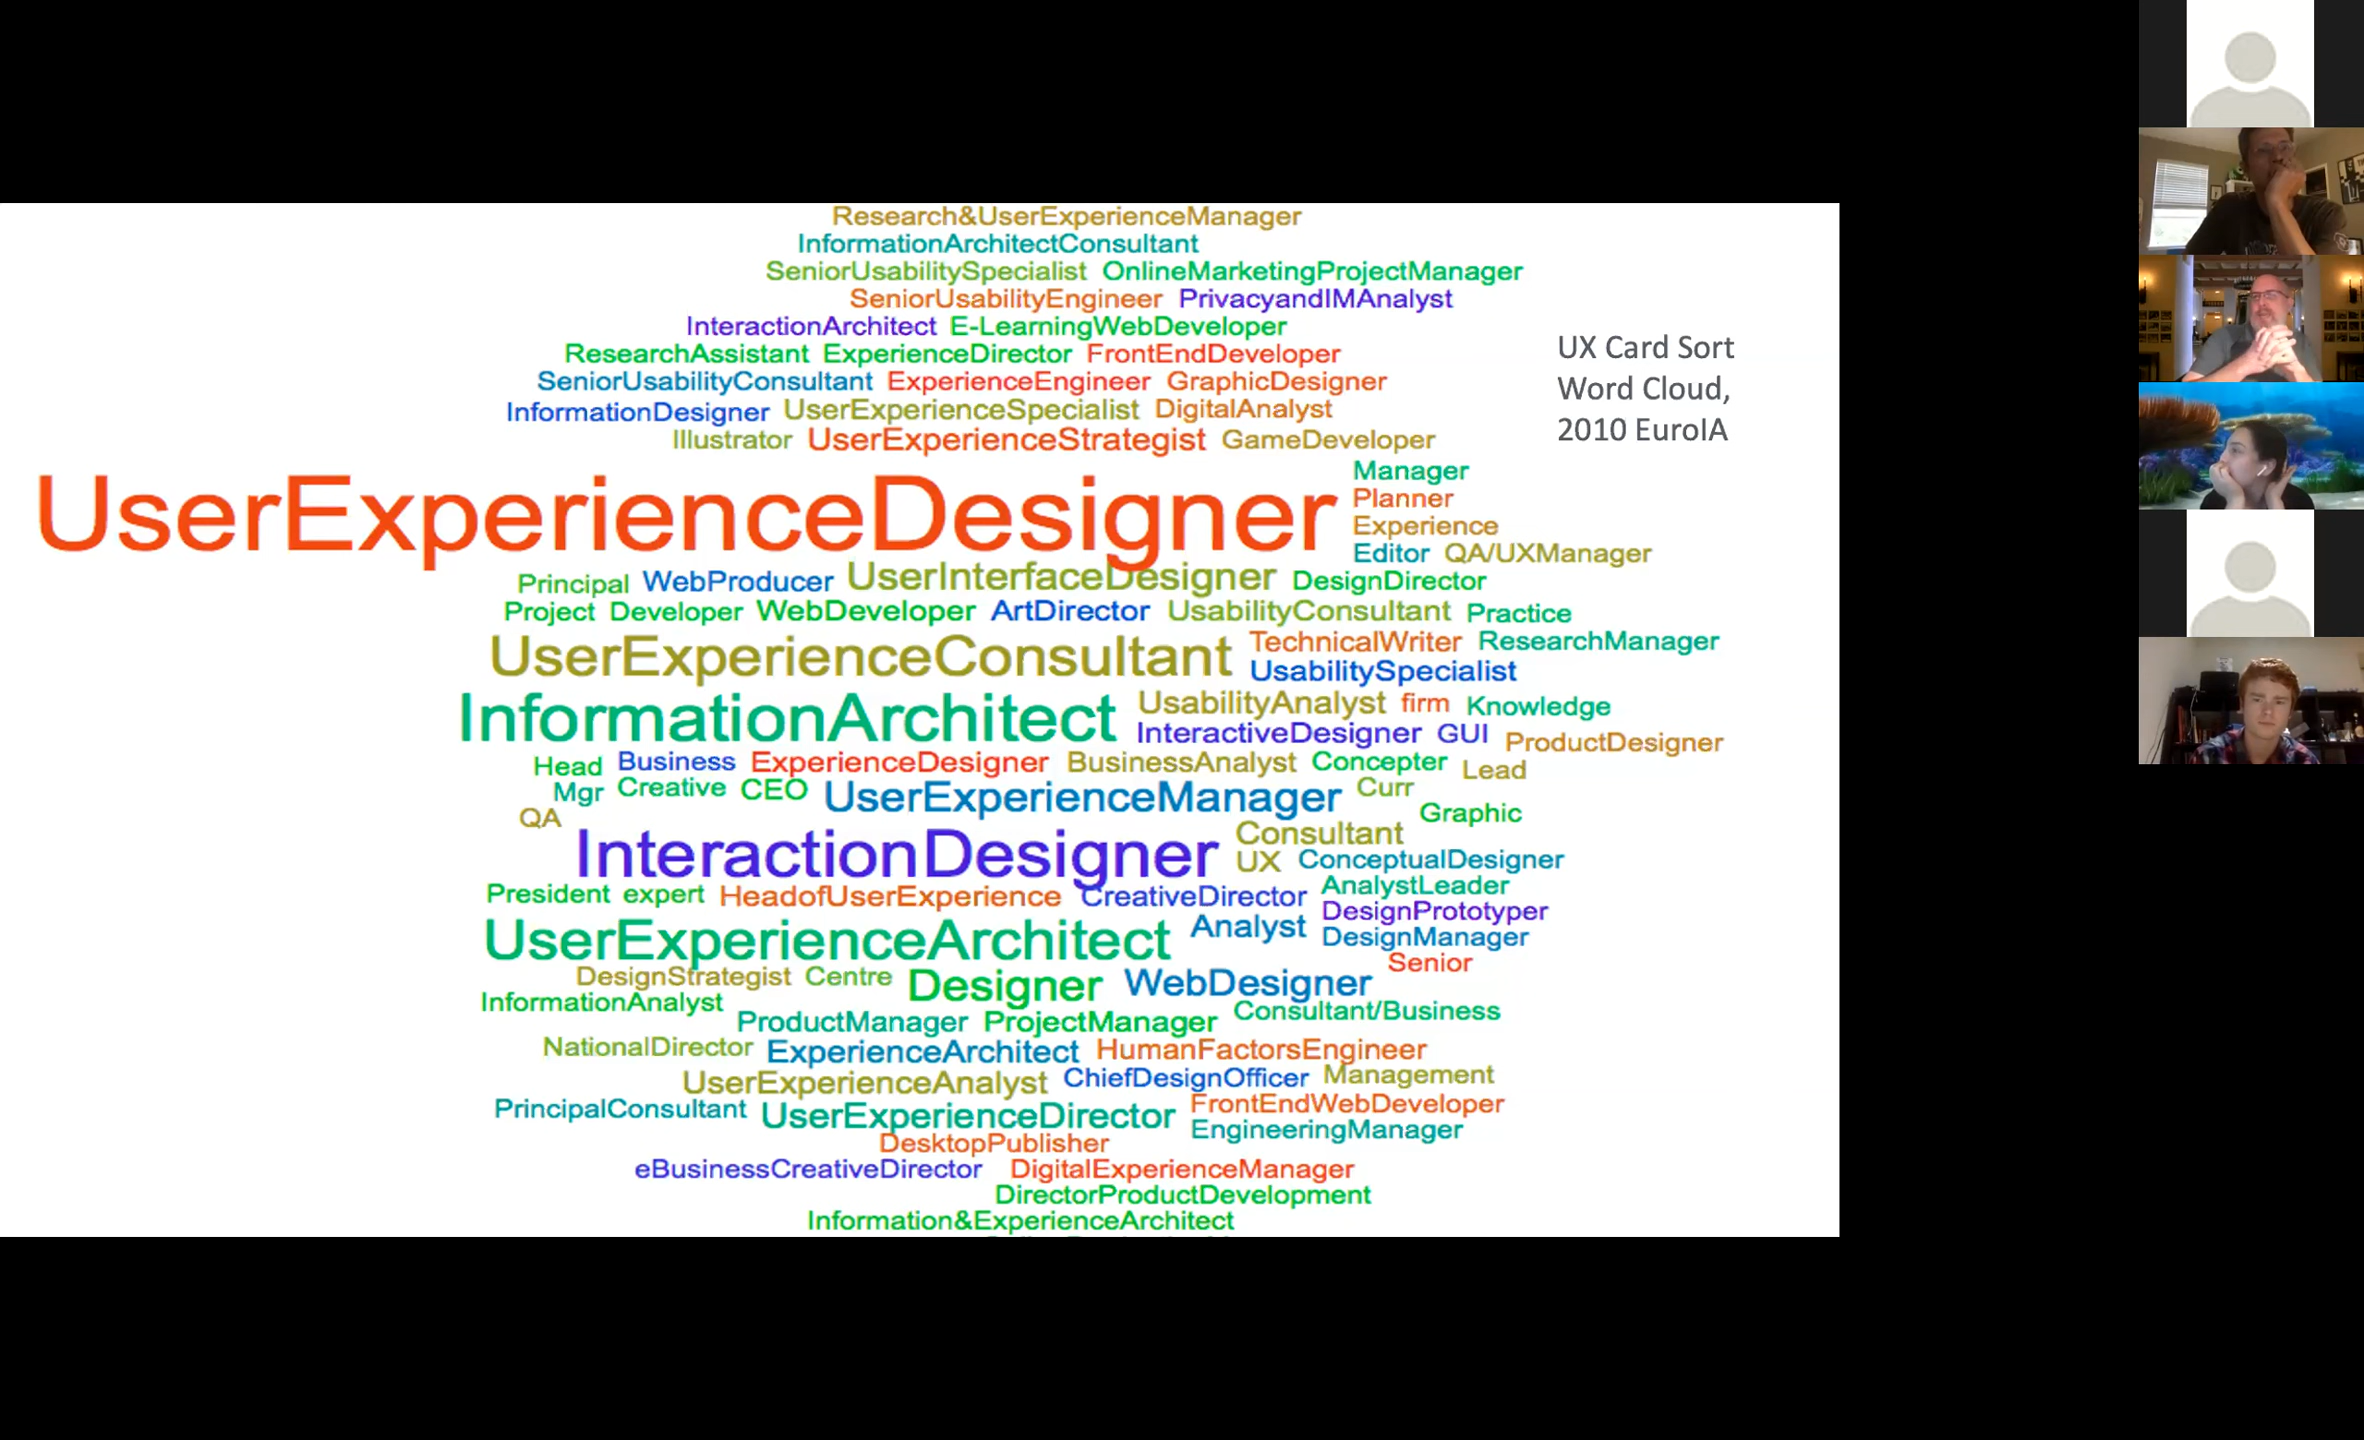 Research&UserExperienceManager
InformationArchitectConsultant
SeniorUsabilitySpecialist OnlineMarketingProjectManager
SeniorUsabilityEngineer PrivacyandIMAnalyst
InteractionArchitect E-LearningWebDeveloper
ResearchAssistant ExperienceDirector FrontEndDeveloper
SeniorUsabilityConsultant ExperienceEngineer GraphicDesigner
InformationDesigner UserExperienceSpecialist DigitalAnalyst
Illustrator UserExperienceStrategist GameDeveloper
UX Card Sort
Word Cloud,
2010 EuroIA
UserExperienceDesigner
Manager
Planner
Experience
Editor QA/UXManager
Principal WebProducer UserInterfaceDesigner DesignDirector
Project Developer WebDeveloper ArtDirector UsabilityConsultant Practice
UserExperienceConsultant TechnicalWriter ResearchManager
UsabilitySpecialist
InformationArchitect UsabilityAnalyst firm Knowledge
InteractiveDesigner GUI ProductDesigner
Head Business ExperienceDesigner BusinessAnalyst Concepter Lead
Mgr Creative CEO UserExperienceManager Curr
Graphic
QA
InteractionDesigner Consultant
UX ConceptualDesigner
President expert HeadofUserExperience CreativeDirector AnalystLeader
DesignPrototyper
UserExperienceArchitect Analyst DesignManager
Senior
DesignStrategist Centre Designer WebDesigner
InformationAnalyst
ProductManager ProjectManager Consultant/Business
NationalDirector ExperienceArchitect HumanFactorsEngineer
UserExperienceAnalyst ChiefDesignOfficer Management
PrincipalConsultant UserExperienceDirector FrontEndWebDeveloper
EngineeringManager
DesktopPublisher
eBusinessCreativeDirector DigitalExperienceManager
DirectorProductDevelopment
Information&ExperienceArchitect